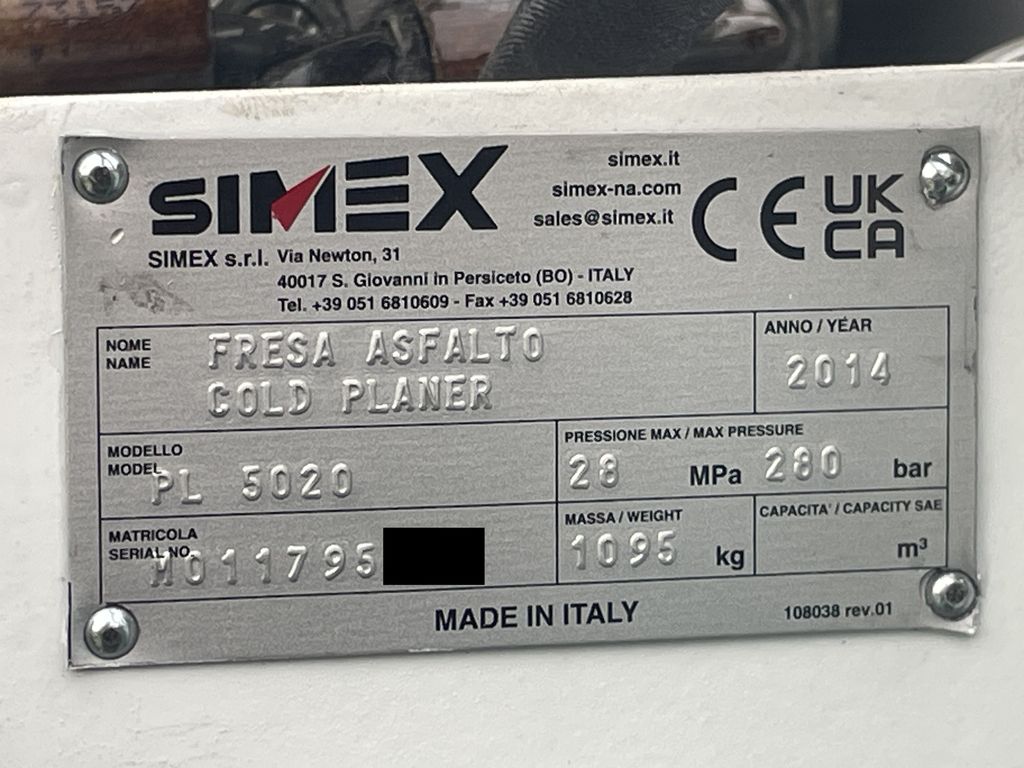 SIMEX
simex.it
simex-na.com
sales@simex.it
CE
UK
CA
SIMEX s.r.l. Via Newton, 31
40017 S. Giovanni in Persiceto (BO) - ITALY
Tel. +39 051 6810609 - Fax +39 051 6810628
NOME
NAME
FRESA ASFALTO
COLD PLANER
ANNO / YEAR
2014
MODELLO
MODEL
PL 5020
PRESSIONE MAX / MAX PRESSURE
28 MPa 280 bar
MATRICOLA
SERIAL NO.
M011795
MASSA / WEIGHT
1095 kg
CAPACITA' / CAPACITY SAE
m³
MADE IN ITALY
108038 rev.01